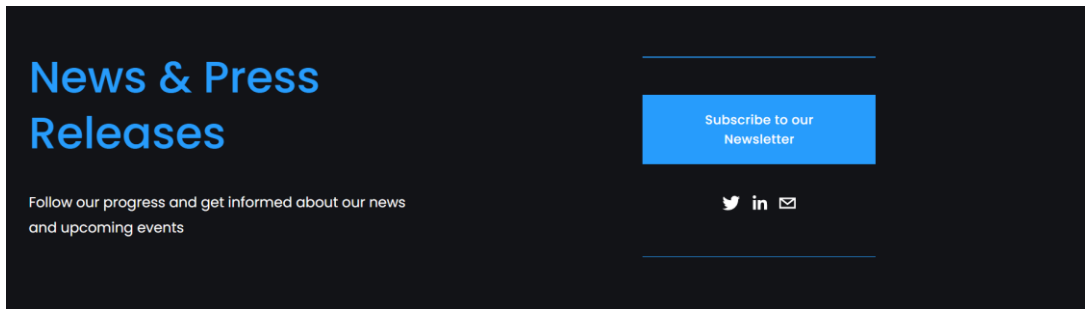 News & Press
Releases
Follow our progress and get informed about our news
and upcoming events
Subscribe to our
Newsletter
in